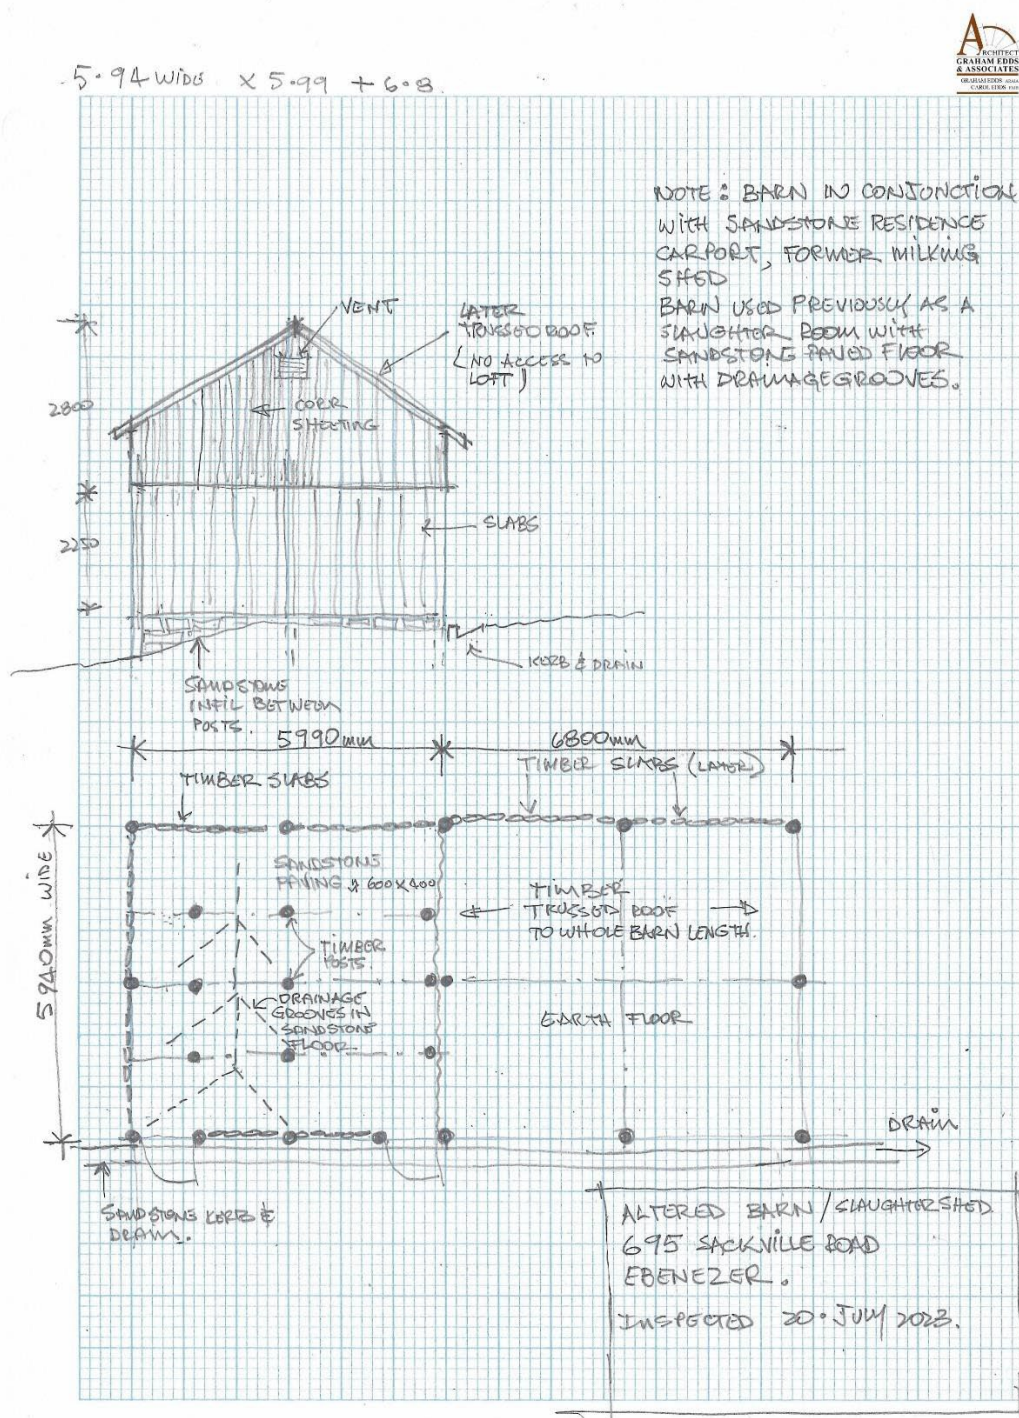 ARCHITECT
GRAHAM EDDS
& ASSOCIATES
GRAHAM EDDS
CAROL EDDS
5.94 WIDE × 5.99 + 6.8
NOTE: BARN IN CONJUNCTION
WITH SANDSTONE RESIDENCE
CARPORT, FORMER MILKING
SHED
BARN USED PREVIOUSLY AS A
SLAUGHTER ROOM WITH
SANDSTONE PAVED FLOOR
WITH DRAINAGE GROOVES.
VENT
LATER
TRUSSED ROOF.
(NO ACCESS TO
LOFT)
2800
CORR
SHEETING
SLABS
2250
KERB & DRAIN
SANDSTONE
INFIL BETWEEN
POSTS.
5990mm
6800mm
TIMBER SLABS
TIMBER SLABS (LATER)
5940mm WIDE
SANDSTONE
PAVING 600X400
TIMBER
TRUSSED ROOF
TO WHOLE BARN LENGTH.
TIMBER
POSTS.
DRAINAGE
GROOVES IN
SANDSTONE
FLOOR
EARTH FLOOR
DRAIN
SANDSTONE KERB &
DRAIN.
ALTERED BARN/SLAUGHTERSHED
695 SACKVILLE ROAD
EBENEZER.
INSPECTED 20.JULY 2023.